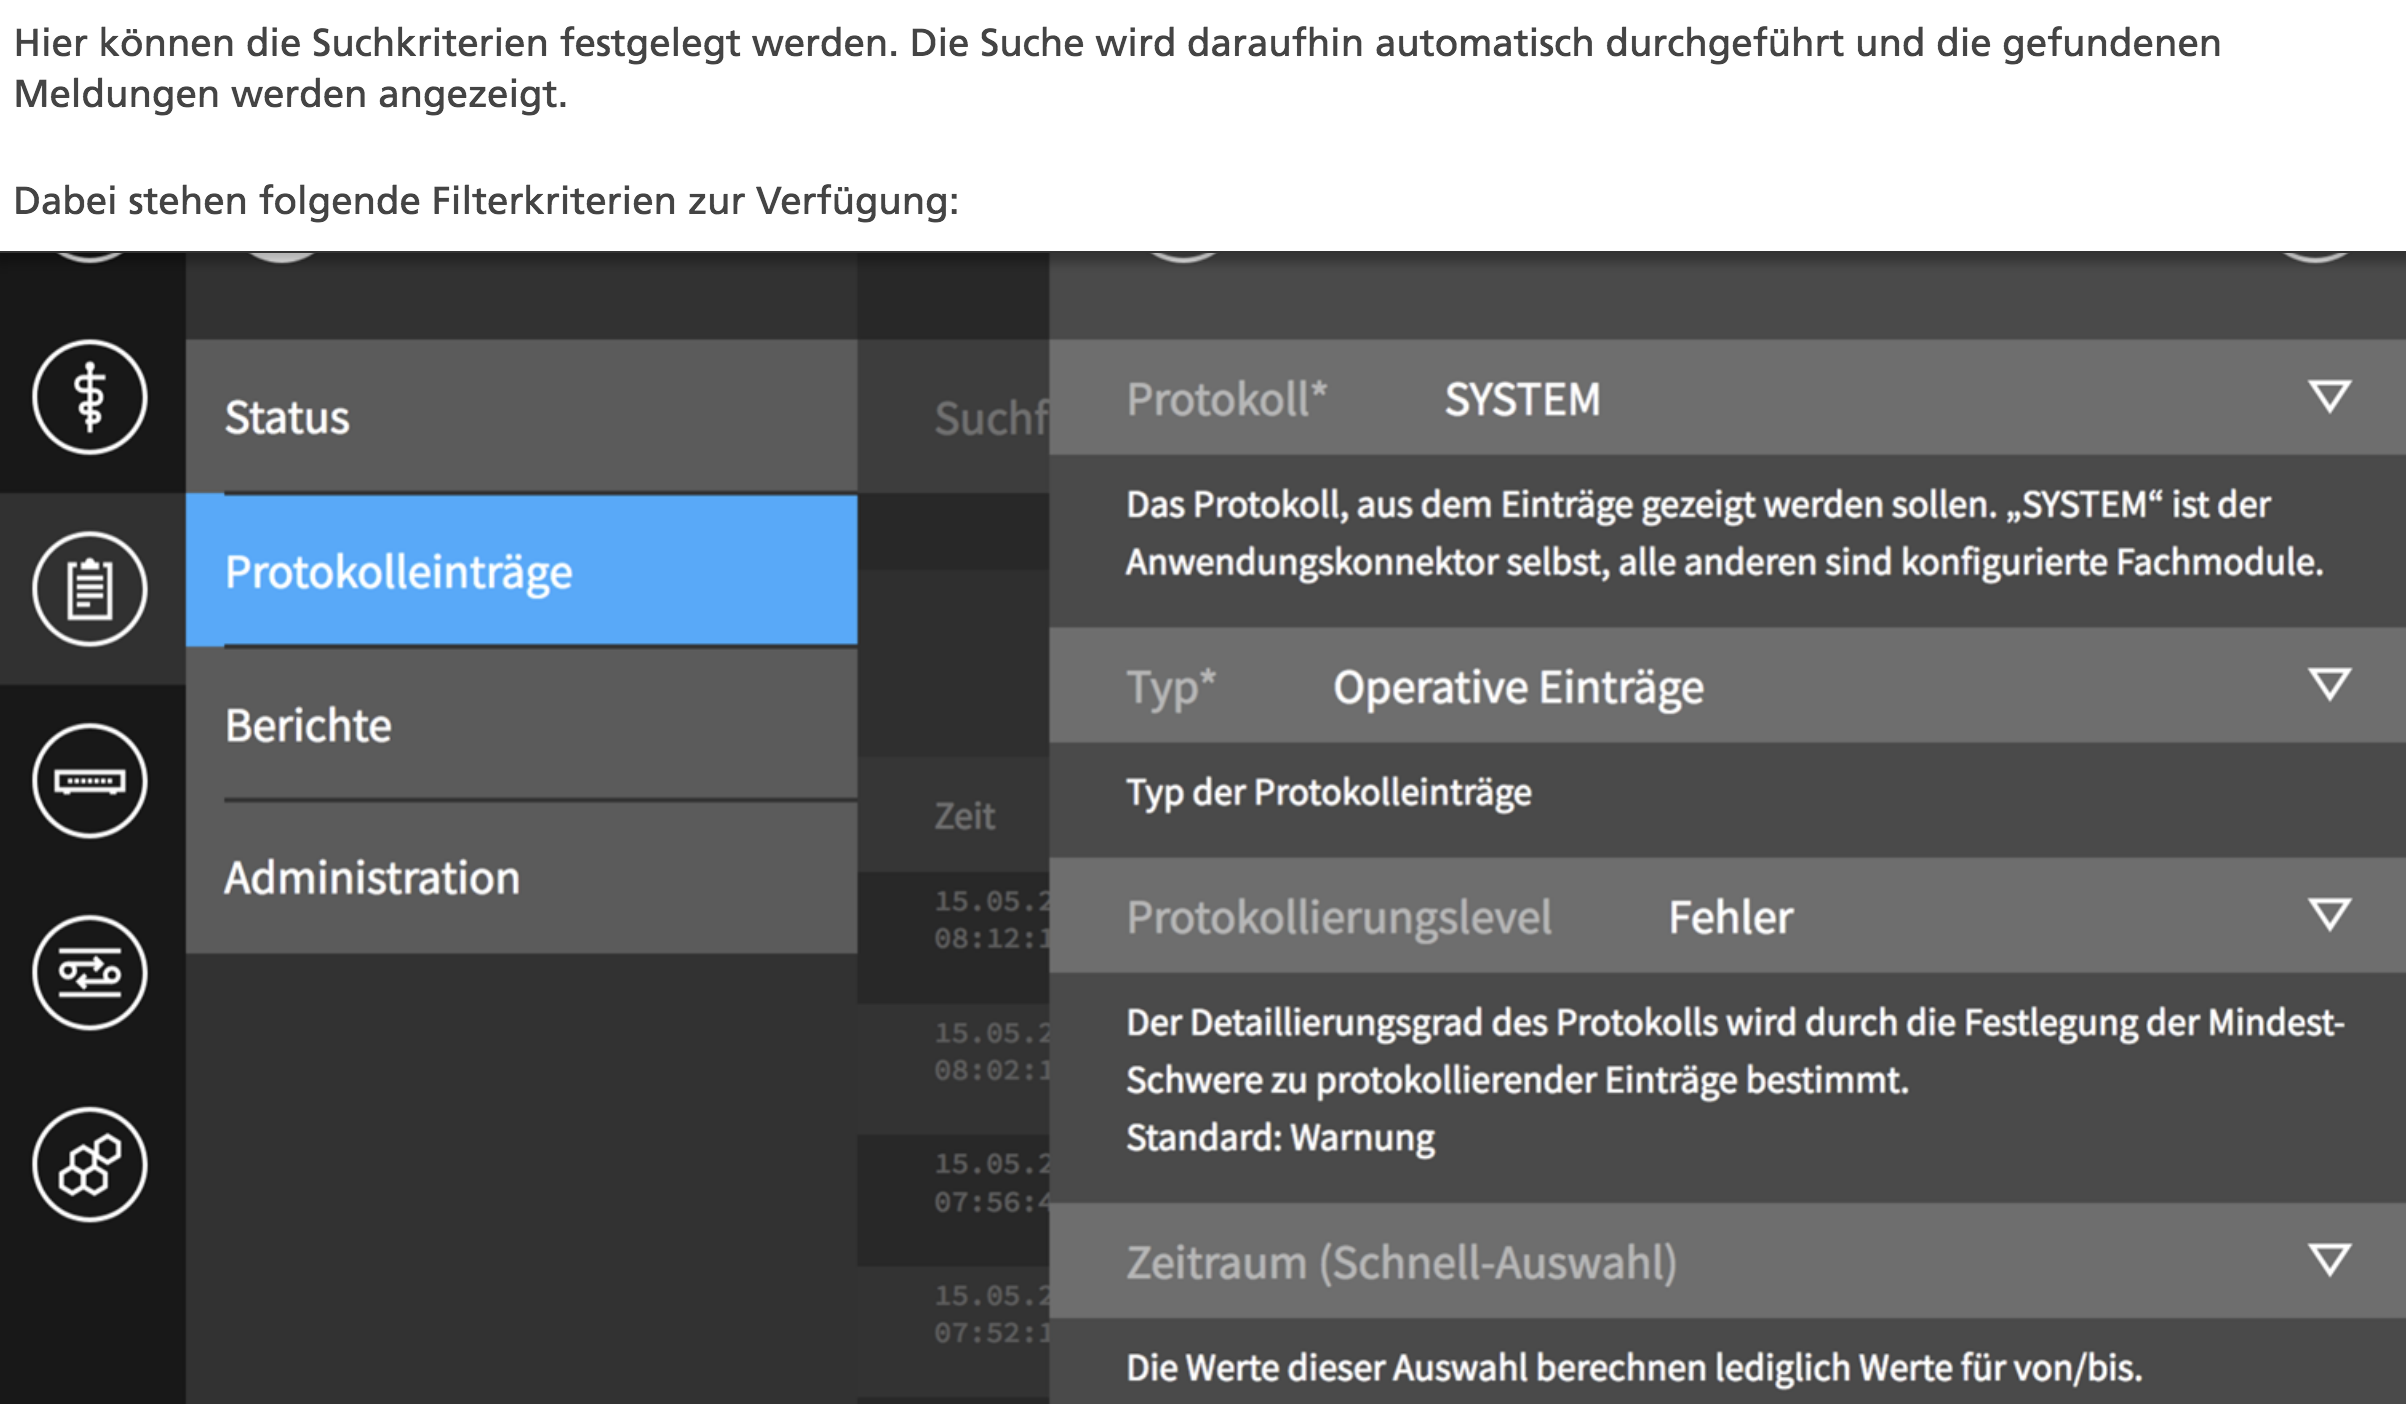 Hier können die Suchkriterien festgelegt werden. Die Suche wird daraufhin automatisch durchgeführt und die gefundenen
Meldungen werden angezeigt.
Dabei stehen folgende Filterkriterien zur Verfügung:
Status
Protokolleinträge
Berichte
Administration
Zeit
15.05.2
08:12:1
15.05.2
08:02:1
15.05.2
07:56:4
15.05.2
07:52:1
Protokoll* SYSTEM
Das Protokoll, aus dem Einträge gezeigt werden sollen. „SYSTEM“ ist der
Anwendungskonnektor selbst, alle anderen sind konfigurierte Fachmodule.
Typ* Operative Einträge
Typ der Protokolleinträge
Protokollierungslevel Fehler
Der Detaillierungsgrad des Protokolls wird durch die Festlegung der Mindest-
Schwere zu protokollierender Einträge bestimmt.
Standard: Warnung
Zeitraum (Schnell-Auswahl)
Die Werte dieser Auswahl berechnen lediglich Werte für von/bis.